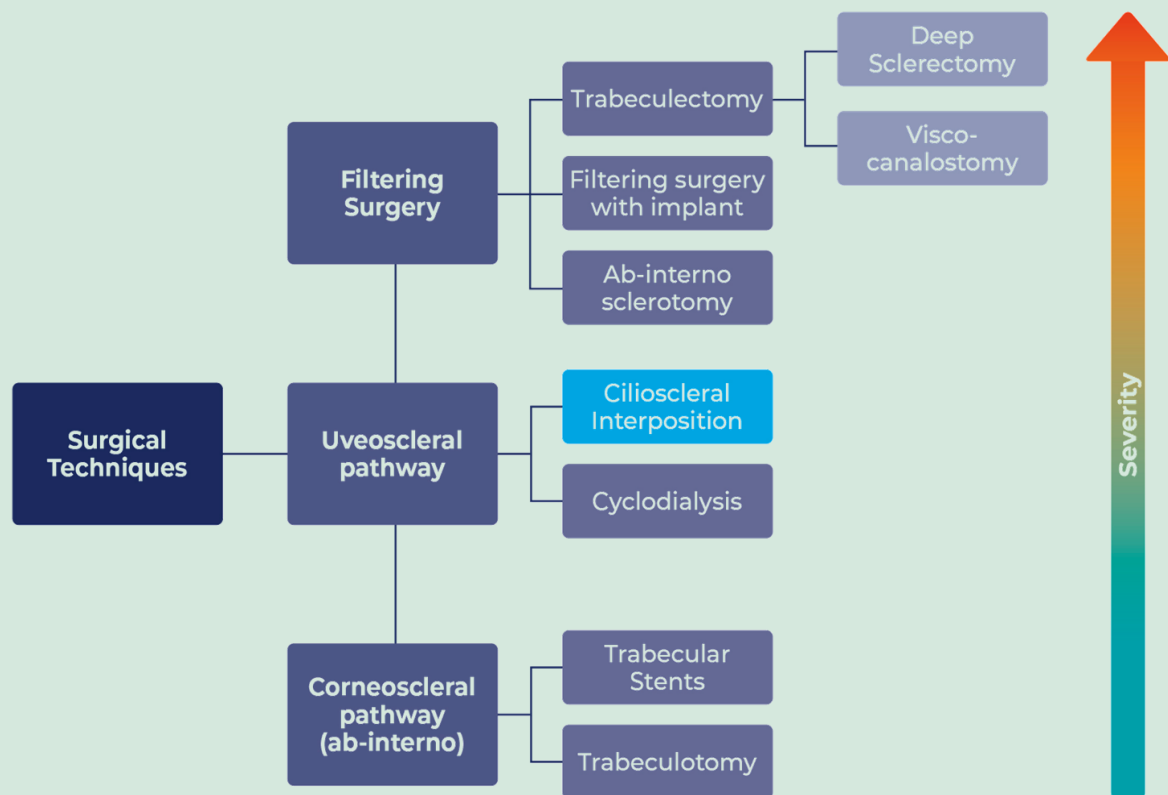 Deep
Sclerectomy
Trabeculectomy
Visco-
canalostomy
Filtering
Surgery
Filtering surgery
with implant
Ab-interno
sclerotomy
Cilioscleral
Interposition
Surgical
Techniques
Uveoscleral
pathway
Cyclodialysis
Trabecular
Stents
Corneoscleral
pathway
(ab-interno)
Trabeculotomy
Severity